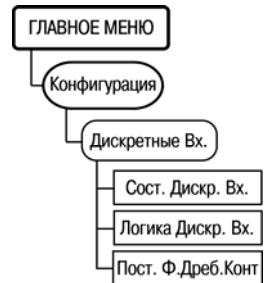 ГЛАВНОЕ МЕНЮ
Конфигурация
Дискретные Вх.
Сост. Дискр. Вх.
Логика Дискр. Вх.
Пост. Ф.Дреб.Конт